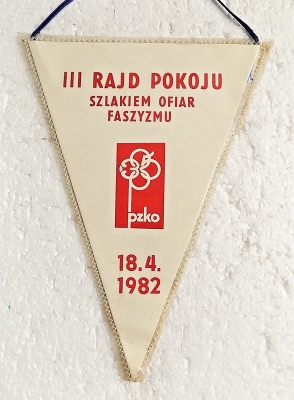 III RAJD POKOJU
SZLAKIEM OFIAR
FASZYZMU
pzko
18.4.
1982